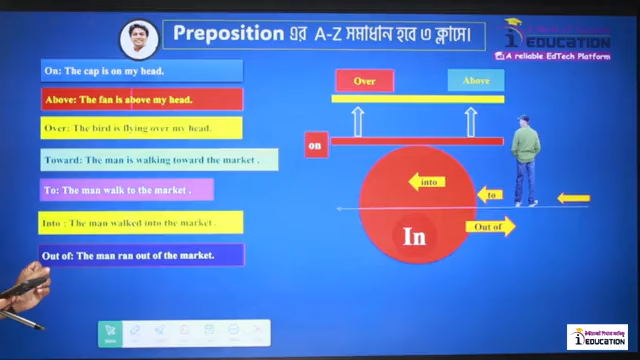 Preposition এর A-Z সমাধান হবে ৩ ক্লাসে।
EDUCATION
A reliable EdTech Platform
On: The cap is on my head.
Above: The fan is above my head.
Over: The bird is flying over my head.
Toward: The man is walking toward the market .
To: The man walk to the market .
Into : The man walked into the market .
Out of: The man ran out of the market.
Over
Above
on
into
to
Out of
In
EDUCATION